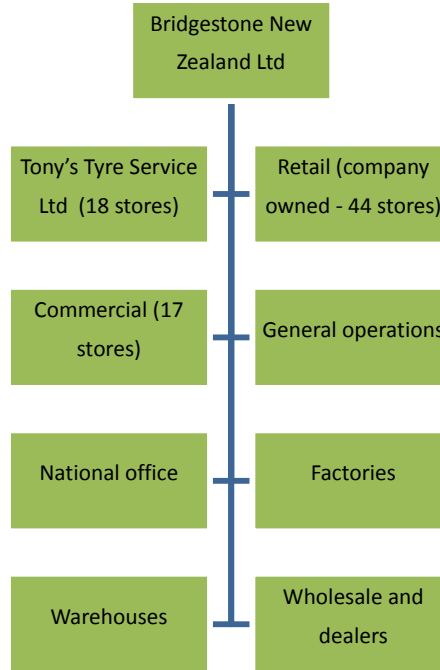 Bridgestone New
Zealand Ltd
Tony's Tyre Service
Ltd (18 stores)
Retail (company
owned - 44 stores)
Commercial (17
stores)
General operations
National office
Factories
Warehouses
Wholesale and
dealers